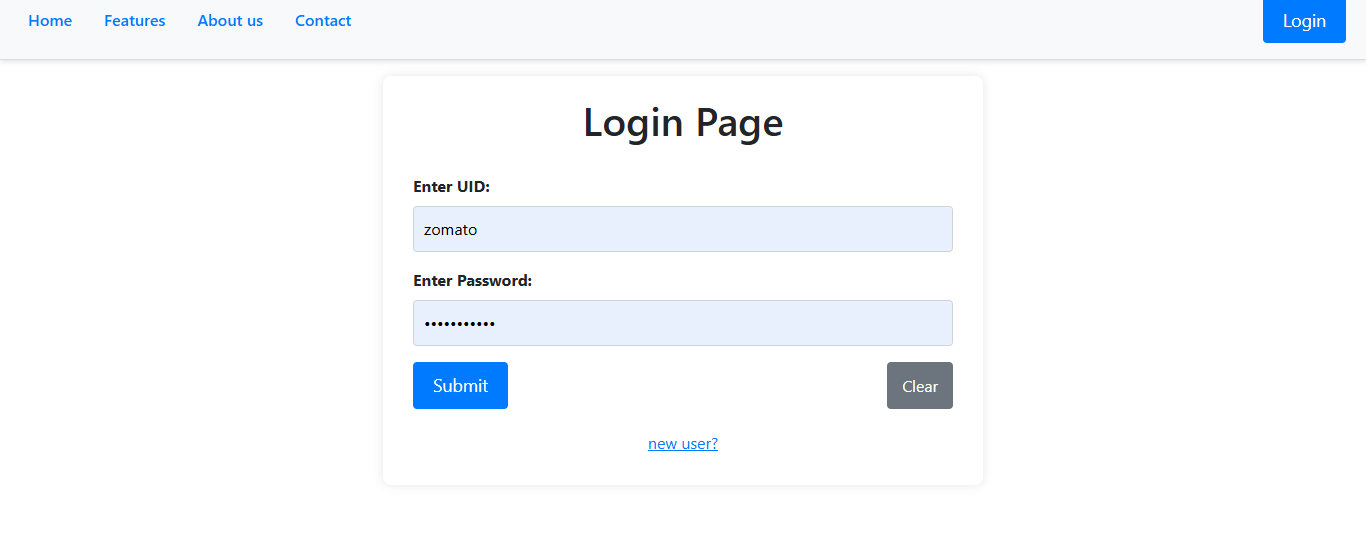 Home Features About us Contact Login
Login Page
Enter UID:
zomato
Enter Password:
•••••••••••
Submit Clear
new user?